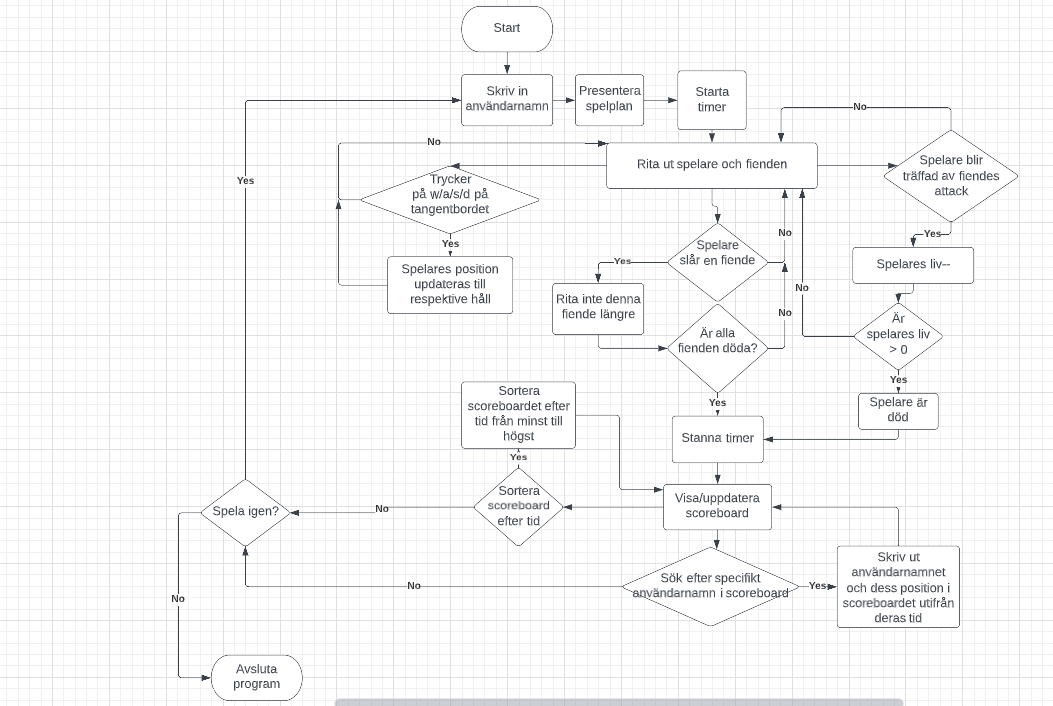 Start
Skriv in
användarnamn
Presentera
spelplan
Starta
timer
No
No
Rita ut spelare och fienden
Spelare blir
träffad av fiendes
attack
Yes
Trycker
på w/a/s/d på
tangentbordet
Yes
Spelares position
updateras till
respektive håll
Spelare
slår en fiende
No
Yes
Yes
Spelares liv--
Rita inte denna
fiende längre
No
No
Är alla
fienden döda?
Är
spelares liv
> 0
Yes
Yes
Spelare är
död
Sortera
scoreboardet efter
tid från minst till
högst
Stanna timer
Yes
Sortera
scoreboard
efter tid
Visa/uppdatera
scoreboard
No
Spela igen?
Sök efter specifikt
användarnamn i scoreboard
Yes
Skriv ut
användarnamnet
och dess position i
scoreboardet utifrån
deras tid
No
No
Avsluta
program